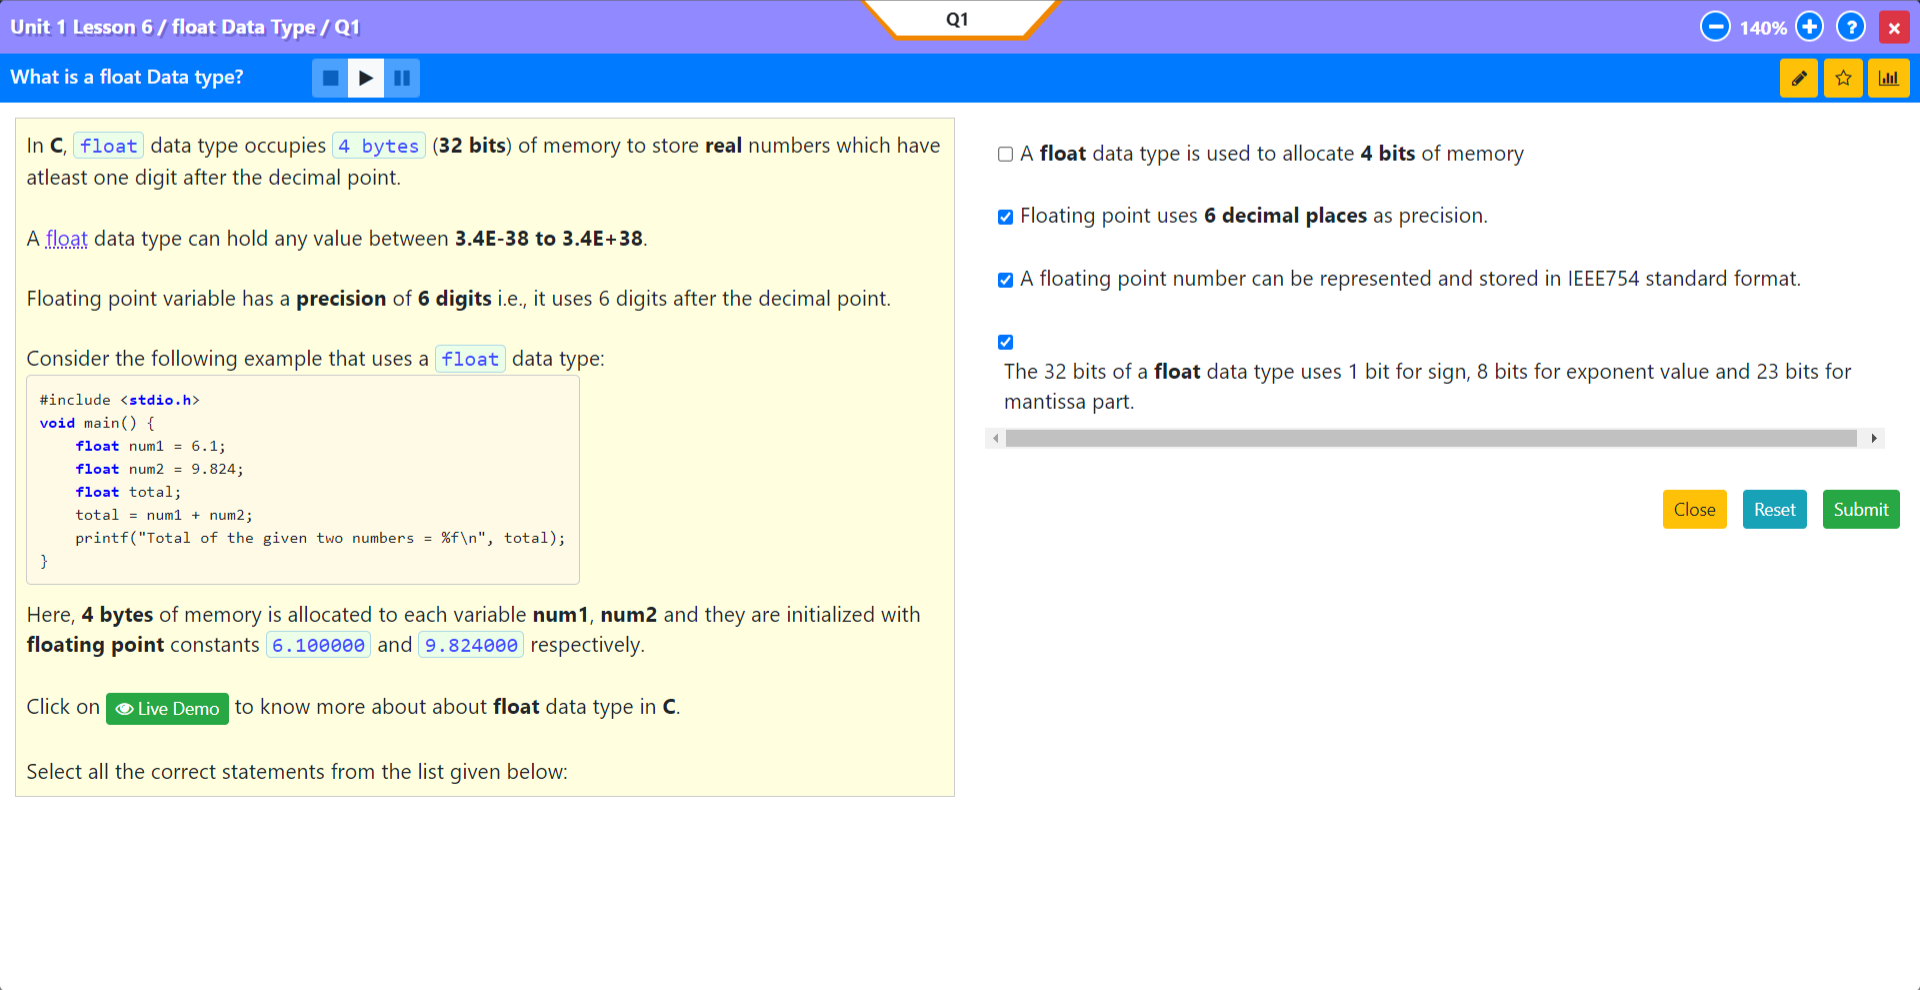 Unit 1 Lesson 6 / float Data Type / Q1
Q1
140%
What is a float Data type?
In C, float data type occupies 4 bytes (32 bits) of memory to store real numbers which have
atleast one digit after the decimal point.
A float data type can hold any value between 3.4E-38 to 3.4E+38.
Floating point variable has a precision of 6 digits i.e., it uses 6 digits after the decimal point.
Consider the following example that uses a float data type:
#include <stdio.h>
void main() {
    float num1 = 6.1;
    float num2 = 9.824;
    float total;
    total = num1 + num2;
    printf("Total of the given two numbers = %f\n", total);
}
Here, 4 bytes of memory is allocated to each variable num1, num2 and they are initialized with
floating point constants 6.100000 and 9.824000 respectively.
Click on Live Demo to know more about about float data type in C.
Select all the correct statements from the list given below:
A float data type is used to allocate 4 bits of memory
Floating point uses 6 decimal places as precision.
A floating point number can be represented and stored in IEEE754 standard format.
The 32 bits of a float data type uses 1 bit for sign, 8 bits for exponent value and 23 bits for
mantissa part.
Close
Reset
Submit